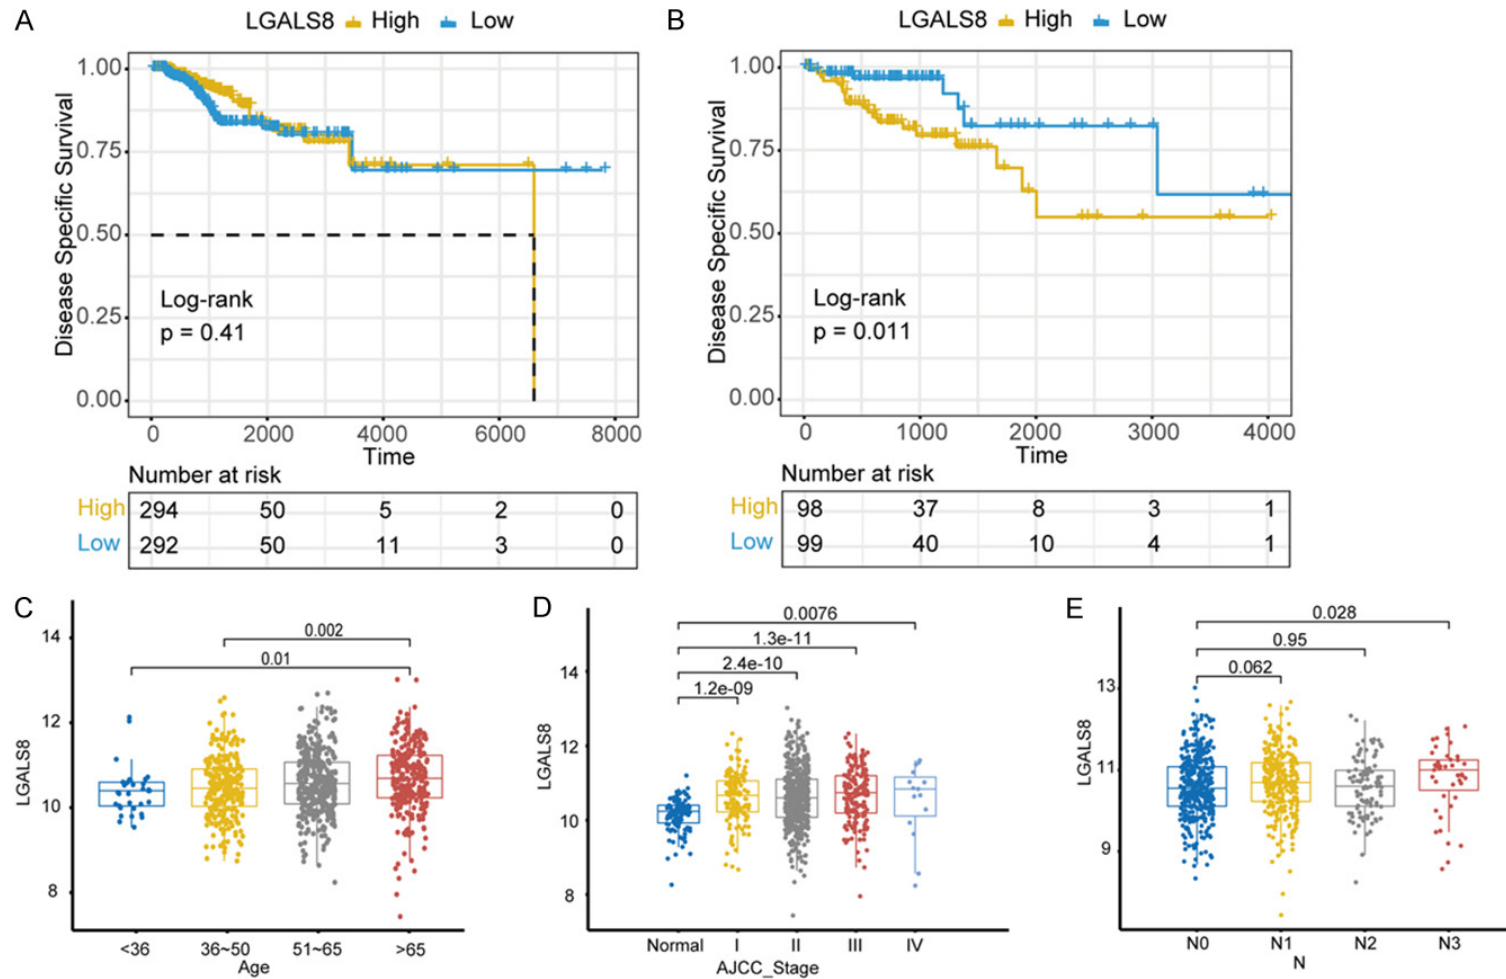 A
LGALS8 High Low
1.00
0.75
0.50
0.25
0.00
Disease Specific Survival
Log-rank
p = 0.41
0 2000 4000 6000 8000
Time
Number at risk
High 294 50 5 2 0
Low 292 50 11 3 0
B
LGALS8 High Low
1.00
0.75
0.50
0.25
0.00
Disease Specific Survival
Log-rank
p = 0.011
0 1000 2000 3000 4000
Time
Number at risk
High 98 37 8 3 1
Low 99 40 10 4 1
C
14
12
10
8
LGALS8
0.002
0.01
<36 36~50 51~65 >65
Age
D
14
12
10
8
LGALS8
0.0076
1.3e-11
2.4e-10
1.2e-09
Normal I II III IV
AJCC_Stage
E
13
11
9
LGALS8
0.028
0.95
0.062
N0 N1 N2 N3
N